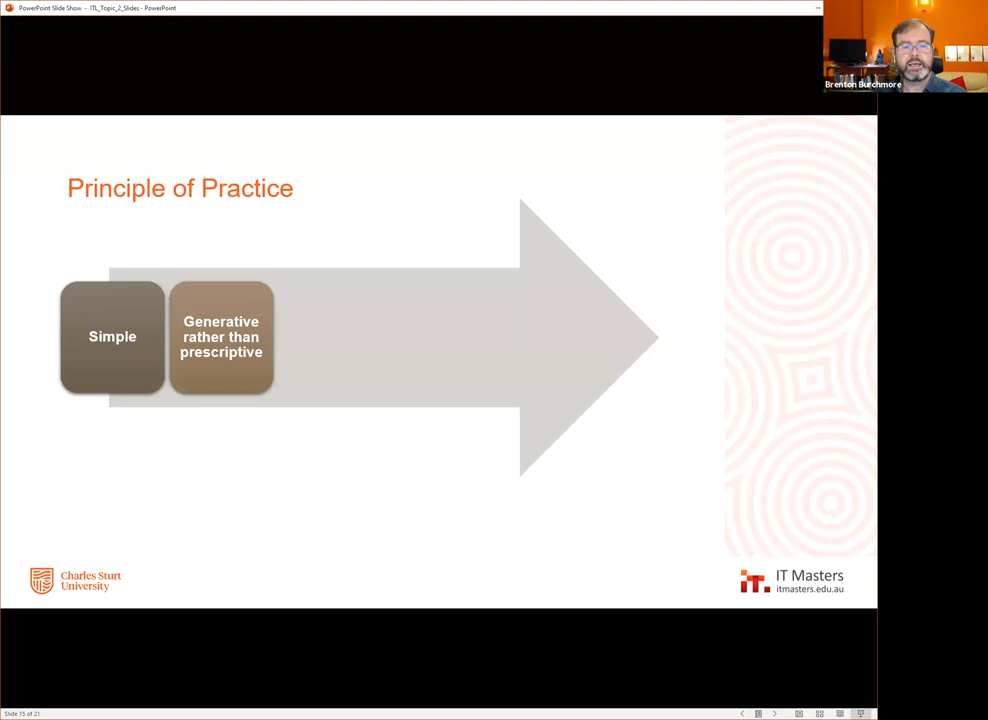 PowerPoint Slide Show - ITL_Topic_2_Slides - PowerPoint
Brenton Burchmore
Principle of Practice
Simple
Generative
rather than
prescriptive
Charles Sturt
University
IT Masters
itmasters.edu.au
Slide 15 of 21